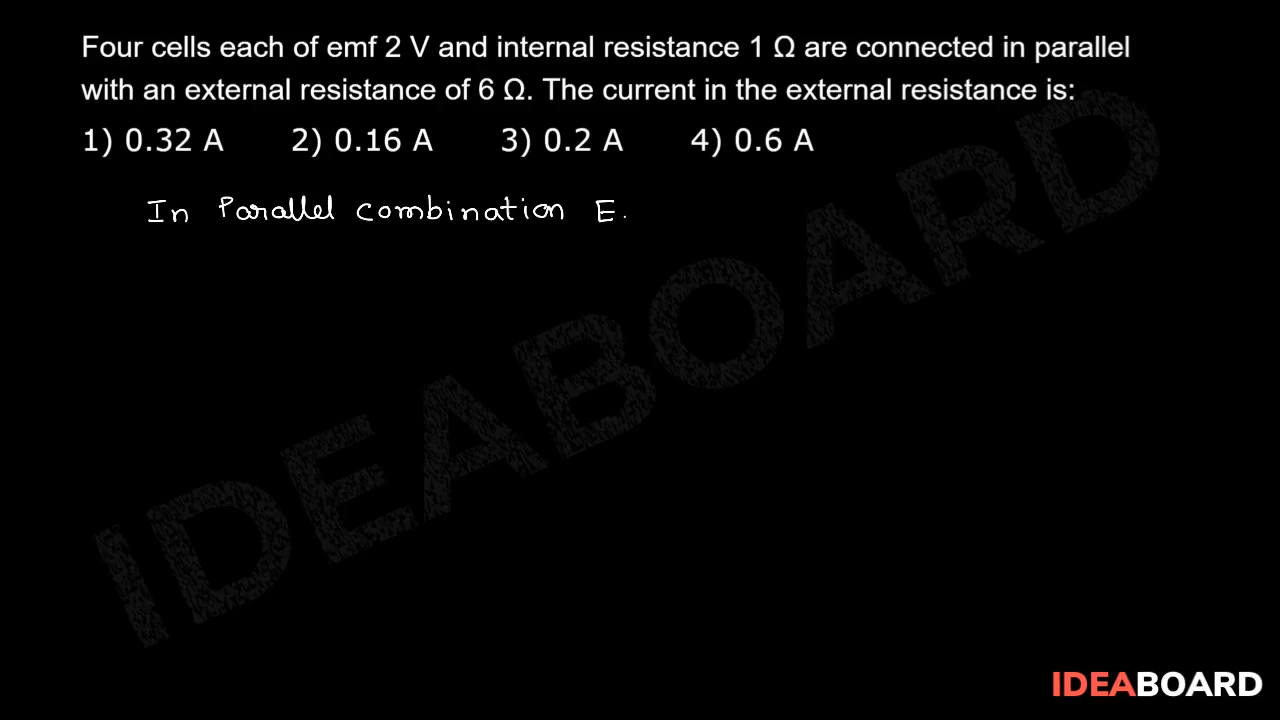 Four cells each of emf 2 V and internal resistance 1 Ω are connected in parallel
with an external resistance of 6 Ω. The current in the external resistance is:
1) 0.32 A 2) 0.16 A 3) 0.2 A 4) 0.6 A
In Parallel combination E.
IDEABOARD
IDEABOARD